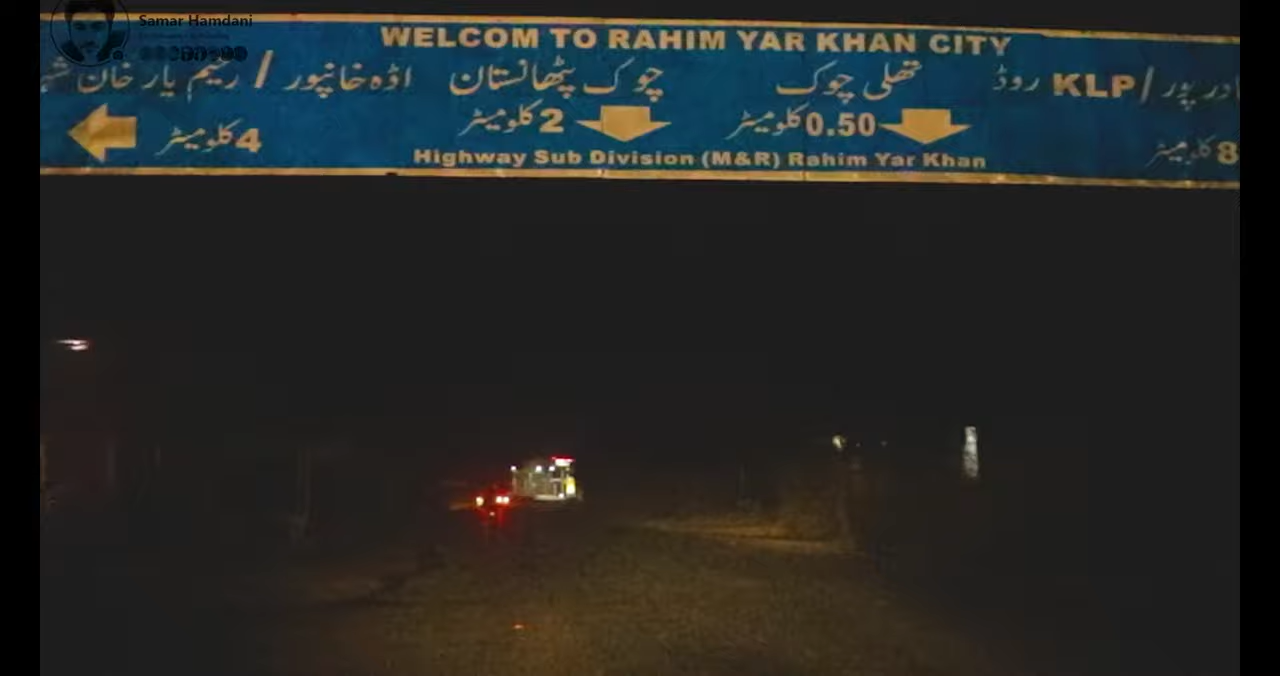 Samar Hamdani
WELCOM TO RAHIM YAR KHAN CITY
اڈہ خانپور / رحیم یار خان
چوک پٹھانستان
تھلی چوک
KLP روڈ
4 کلومیٹر
2 کلومیٹر
0.50 کلومیٹر
8 کلومیٹر
Highway Sub Division (M&R) Rahim Yar Khan